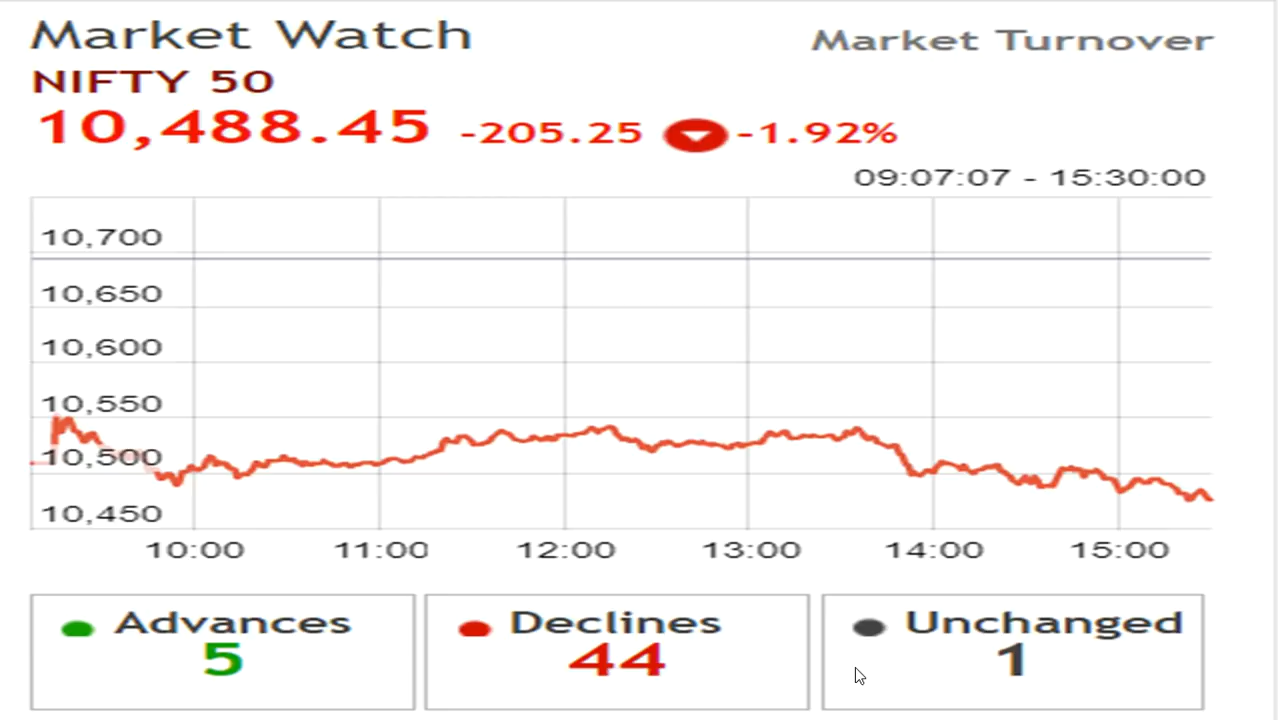 Market Watch Market Turnover
NIFTY 50
10,488.45 -205.25 -1.92%
09:07:07 - 15:30:00
10,700
10,650
10,600
10,550
10,500
10,450
10:00 11:00 12:00 13:00 14:00 15:00
Advances Declines Unchanged
5 44 1